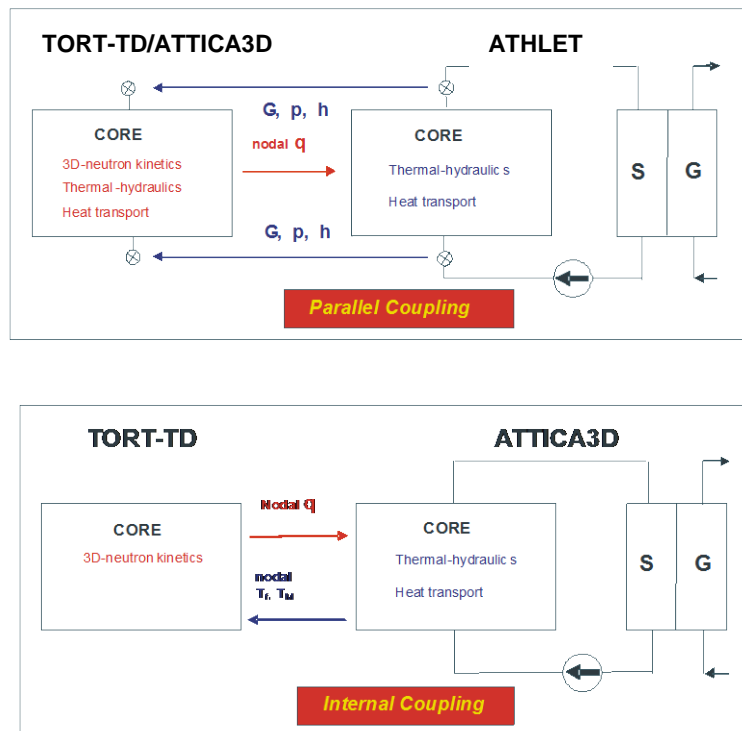 TORT-TD/ATTICA3D ATHLET
G, p, h
CORE
3D-neutron kinetics
Thermal-hydraulics
Heat transport
nodal q
CORE
Thermal-hydraulic s
Heat transport
S G
G, p, h
Parallel Coupling
TORT-TD ATTICA3D
Nodal q
CORE
3D-neutron kinetics
CORE
Thermal-hydraulic s
Heat transport
nodal
Tf, TM
S G
Internal Coupling